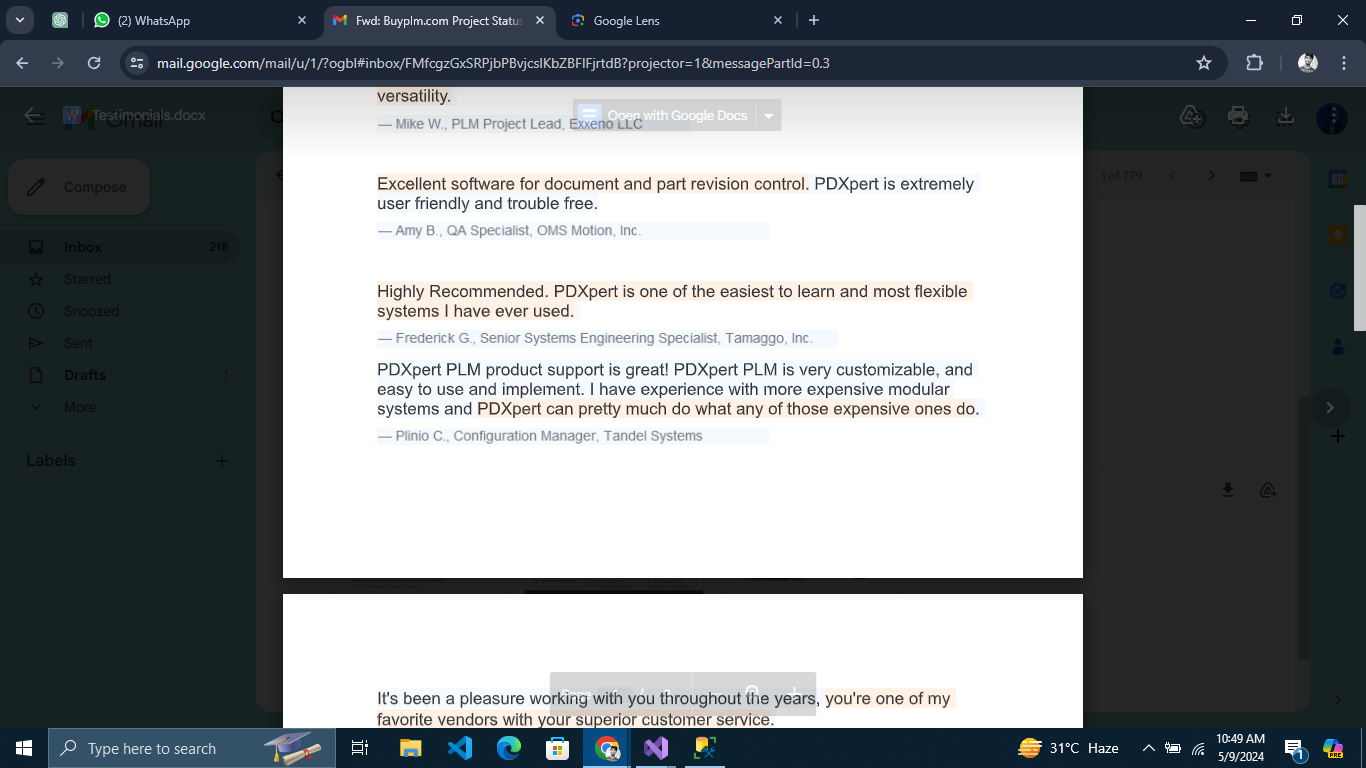 (2) WhatsApp
Fwd: Buyplm.com Project Status
Google Lens
mail.google.com/mail/u/1/?ogbl#inbox/FMfcgzGxSRPjbPBvjcslKbZBFlFjrtdB?projector=1&messagePartId=0.3
Testimonials.docx
Gmail
Open with Google Docs
Compose
1 of 779
Inbox 218
Starred
Snoozed
Sent
Drafts 1
More
Labels
versatility.
— Mike W., PLM Project Lead, Exxeno LLC
Excellent software for document and part revision control. PDXpert is extremely
user friendly and trouble free.
— Amy B., QA Specialist, OMS Motion, Inc.
Highly Recommended. PDXpert is one of the easiest to learn and most flexible
systems I have ever used.
— Frederick G., Senior Systems Engineering Specialist, Tamaggo, Inc.
PDXpert PLM product support is great! PDXpert PLM is very customizable, and
easy to use and implement. I have experience with more expensive modular
systems and PDXpert can pretty much do what any of those expensive ones do.
— Plinio C., Configuration Manager, Tandel Systems
It's been a pleasure working with you throughout the years, you're one of my
favorite vendors with your superior customer service.
Page
Type here to search
31°C Haze
10:49 AM
5/9/2024
1
PRE